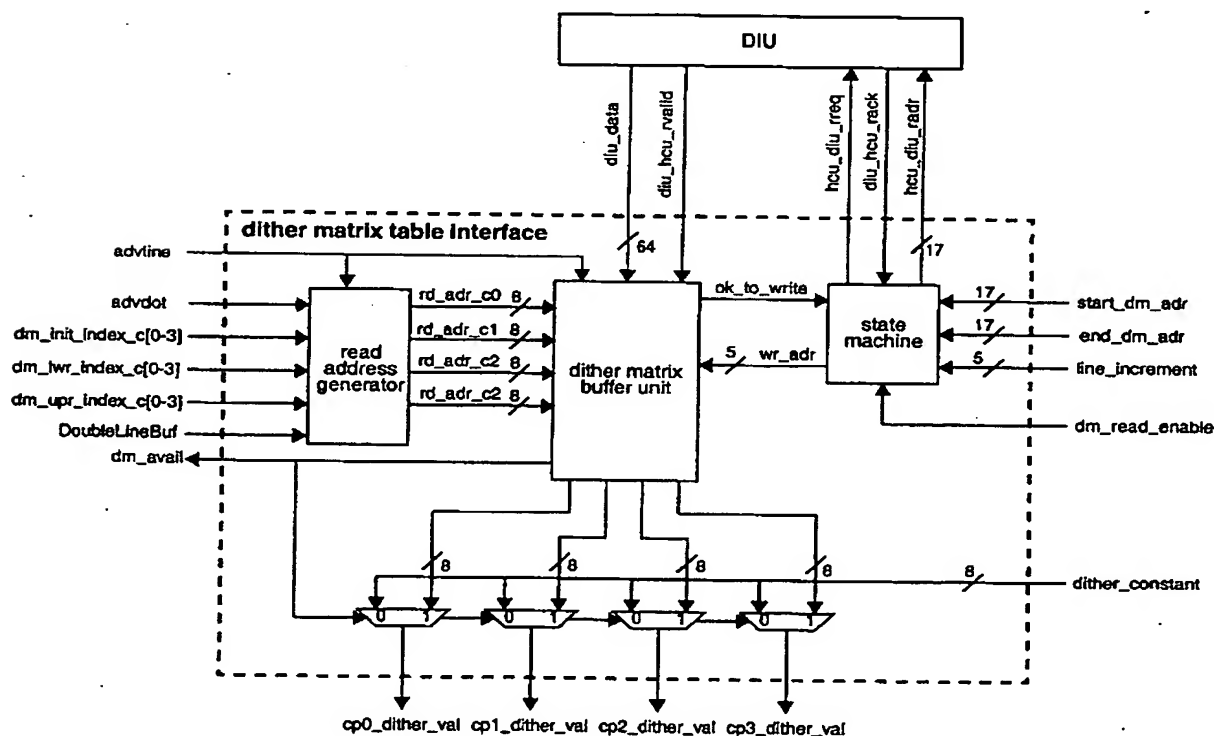 DIU
diu_data
diu_hcu_rvalid
hcu_diu_rreq
diu_hcu_rack
hcu_diu_radr
dither matrix table interface
64
17
advline
advdot
dm_init_index_c[0-3]
dm_lwr_index_c[0-3]
dm_upr_index_c[0-3]
DoubleLineBuf
dm_avail
read
address
generator
rd_adr_c0 8
rd_adr_c1 8
rd_adr_c2 8
rd_adr_c2 8
dither matrix
buffer unit
ok_to_write
5 wr_adr
state
machine
17 start_dm_adr
17 end_dm_adr
5 line_increment
dm_read_enable
8 8 8 8
8 dither_constant
0 1 0 1 0 1 0 1
cp0_dither_val cp1_dither_val cp2_dither_val cp3_dither_val